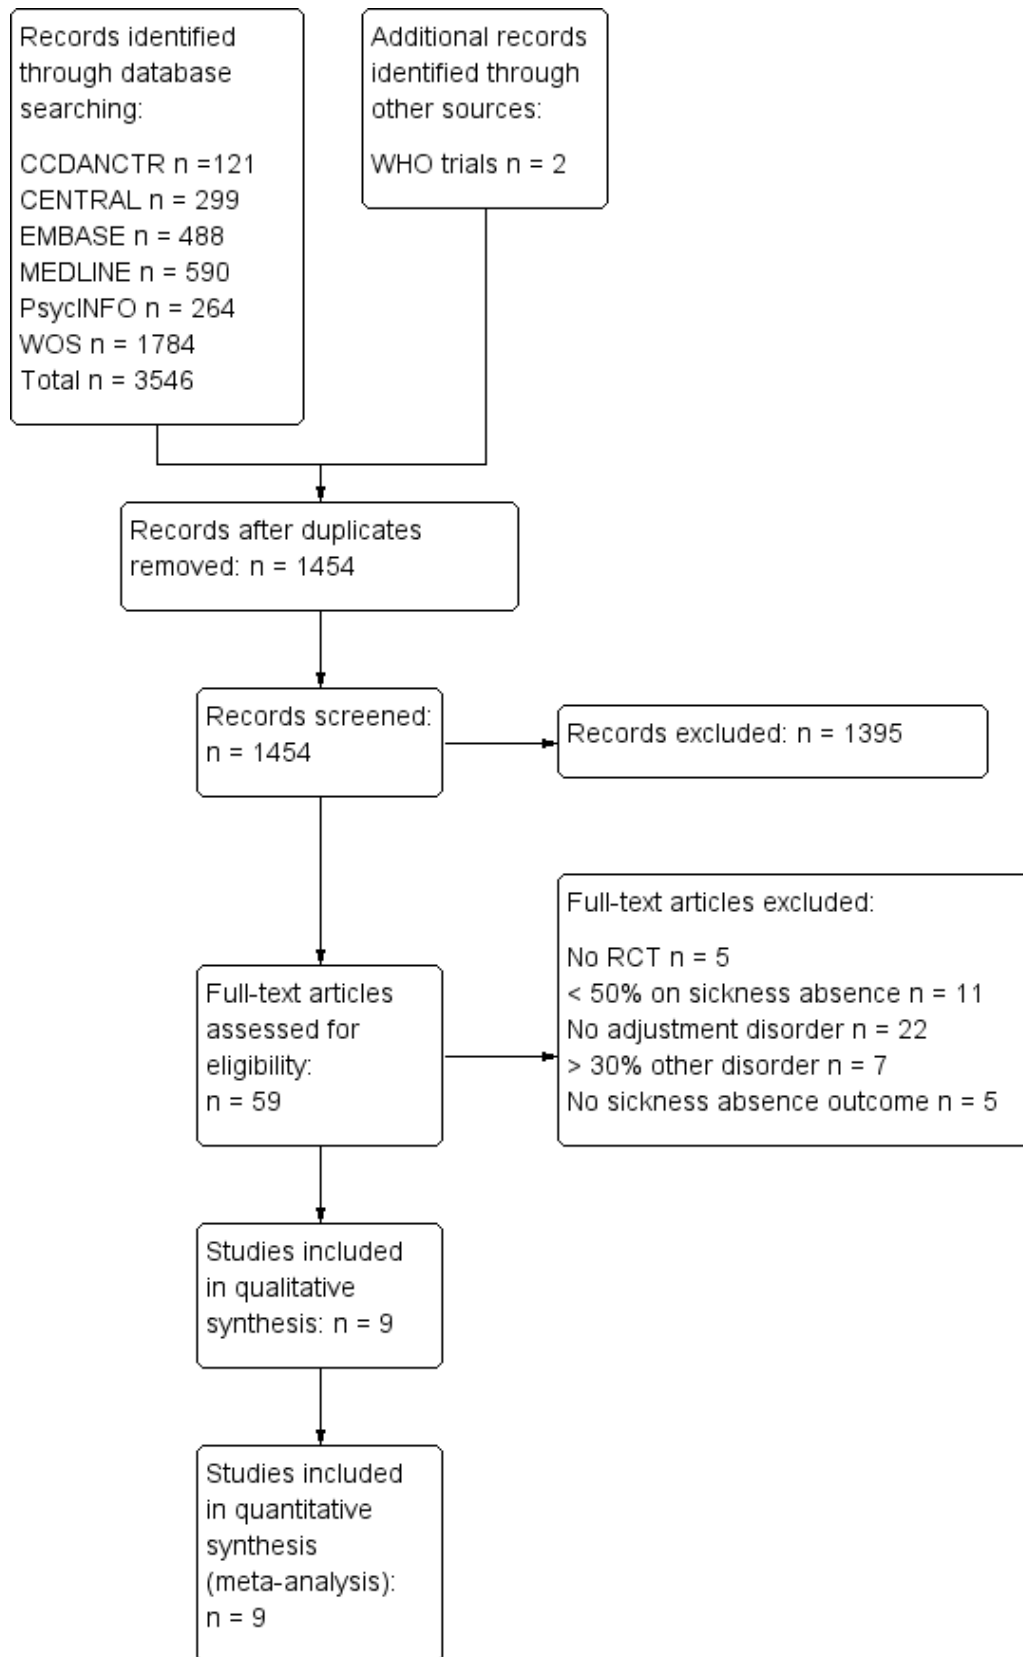 Records identified
through database
searching:
CCDANCTR n =121
CENTRAL n = 299
EMBASE n = 488
MEDLINE n = 590
PsycINFO n = 264
WOS n = 1784
Total n = 3546
Additional records
identified through
other sources:
WHO trials n = 2
Records after duplicates
removed: n = 1454
Records screened:
n = 1454
Records excluded: n = 1395
Full-text articles
assessed for
eligibility:
n = 59
Full-text articles excluded:
No RCT n = 5
< 50% on sickness absence n = 11
No adjustment disorder n = 22
> 30% other disorder n = 7
No sickness absence outcome n = 5
Studies included
in qualitative
synthesis: n = 9
Studies included
in quantitative
synthesis
(meta-analysis):
n = 9